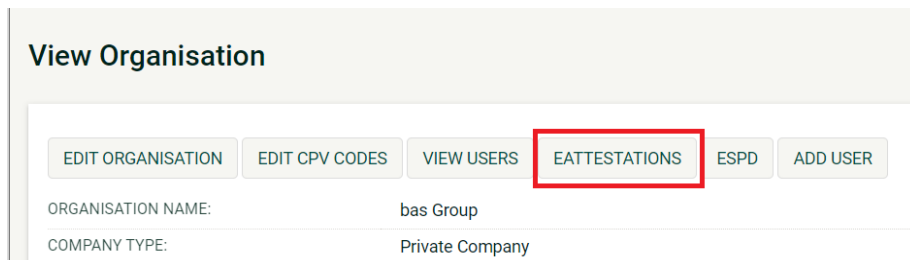 View Organisation
EDIT ORGANISATION EDIT CPV CODES VIEW USERS EATTESTATIONS ESPD ADD USER
ORGANISATION NAME: bas Group
COMPANY TYPE: Private Company